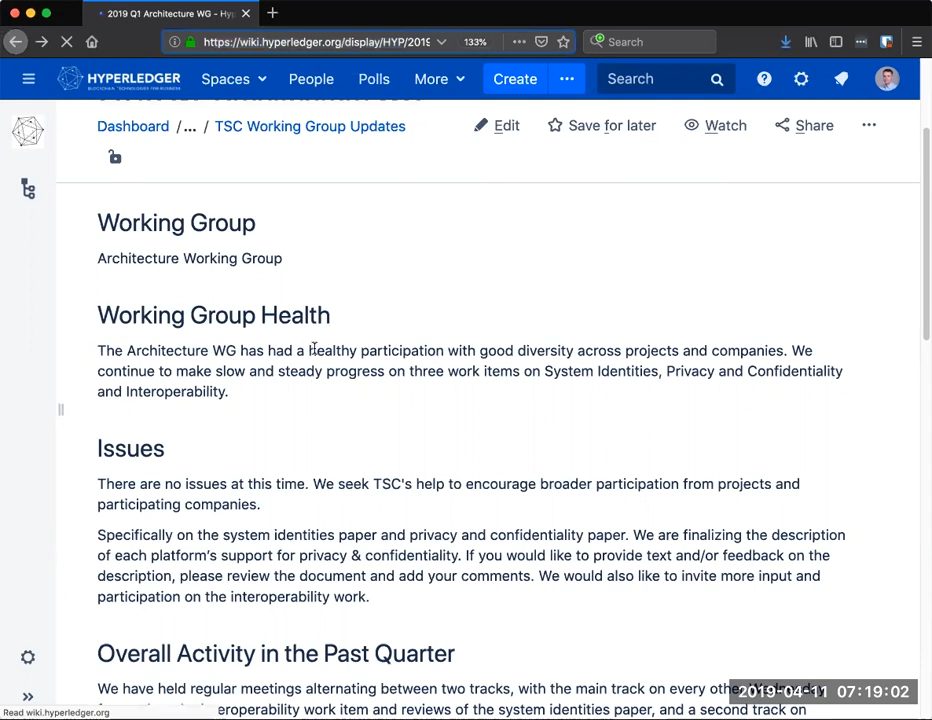 2019 Q1 Architecture WG - Hy
https://wiki.hyperledger.org/display/HYP/2019
133%
Search
HYPERLEDGER
BLOCKCHAIN TECHNOLOGIES FOR BUSINESS
Spaces
People
Polls
More
Create
Search
Dashboard /... / TSC Working Group Updates
Edit
Save for later
Watch
Share
Working Group
Architecture Working Group
Working Group Health
The Architecture WG has had a healthy participation with good diversity across projects and companies. We
continue to make slow and steady progress on three work items on System Identities, Privacy and Confidentiality
and Interoperability.
Issues
There are no issues at this time. We seek TSC's help to encourage broader participation from projects and
participating companies.
Specifically on the system identities paper and privacy and confidentiality paper. We are finalizing the description
of each platform's support for privacy & confidentiality. If you would like to provide text and/or feedback on the
description, please review the document and add your comments. We would also like to invite more input and
participation on the interoperability work.
Overall Activity in the Past Quarter
We have held regular meetings alternating between two tracks, with the main track on every other Wednesday
2019-04-11 07:19:02
interoperability work item and reviews of the system identities paper, and a second track on
Read wiki.hyperledger.org